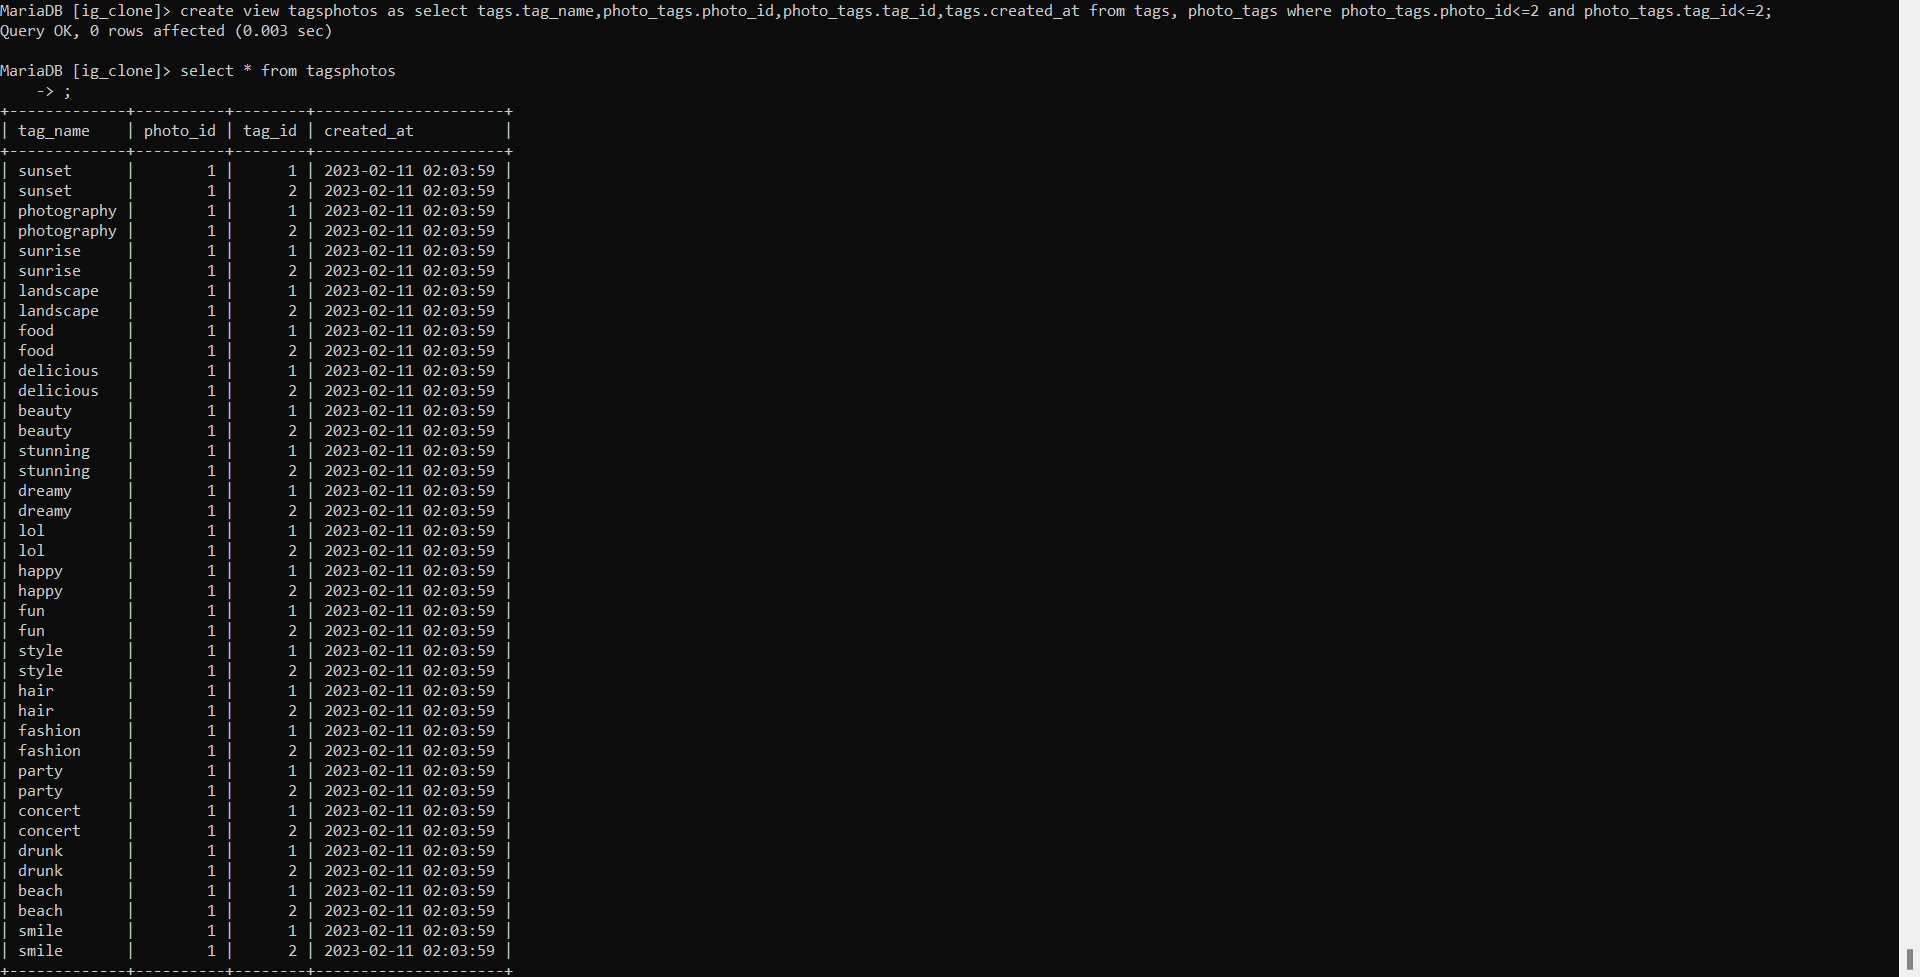 MariaDB [ig_clone]> create view tagsphotos as select tags.tag_name,photo_tags.photo_id,photo_tags.tag_id,tags.created_at from tags, photo_tags where photo_tags.photo_id<=2 and photo_tags.tag_id<=2;
Query OK, 0 rows affected (0.003 sec)
MariaDB [ig_clone]> select * from tagsphotos
    -> ;
+-------------+----------+--------+---------------------+
| tag_name    | photo_id | tag_id | created_at          |
+-------------+----------+--------+---------------------+
| sunset      |        1 |      1 | 2023-02-11 02:03:59 |
| sunset      |        1 |      2 | 2023-02-11 02:03:59 |
| photography |        1 |      1 | 2023-02-11 02:03:59 |
| photography |        1 |      2 | 2023-02-11 02:03:59 |
| sunrise     |        1 |      1 | 2023-02-11 02:03:59 |
| sunrise     |        1 |      2 | 2023-02-11 02:03:59 |
| landscape   |        1 |      1 | 2023-02-11 02:03:59 |
| landscape   |        1 |      2 | 2023-02-11 02:03:59 |
| food        |        1 |      1 | 2023-02-11 02:03:59 |
| food        |        1 |      2 | 2023-02-11 02:03:59 |
| delicious   |        1 |      1 | 2023-02-11 02:03:59 |
| delicious   |        1 |      2 | 2023-02-11 02:03:59 |
| beauty      |        1 |      1 | 2023-02-11 02:03:59 |
| beauty      |        1 |      2 | 2023-02-11 02:03:59 |
| stunning    |        1 |      1 | 2023-02-11 02:03:59 |
| stunning    |        1 |      2 | 2023-02-11 02:03:59 |
| dreamy      |        1 |      1 | 2023-02-11 02:03:59 |
| dreamy      |        1 |      2 | 2023-02-11 02:03:59 |
| lol         |        1 |      1 | 2023-02-11 02:03:59 |
| lol         |        1 |      2 | 2023-02-11 02:03:59 |
| happy       |        1 |      1 | 2023-02-11 02:03:59 |
| happy       |        1 |      2 | 2023-02-11 02:03:59 |
| fun         |        1 |      1 | 2023-02-11 02:03:59 |
| fun         |        1 |      2 | 2023-02-11 02:03:59 |
| style       |        1 |      1 | 2023-02-11 02:03:59 |
| style       |        1 |      2 | 2023-02-11 02:03:59 |
| hair        |        1 |      1 | 2023-02-11 02:03:59 |
| hair        |        1 |      2 | 2023-02-11 02:03:59 |
| fashion     |        1 |      1 | 2023-02-11 02:03:59 |
| fashion     |        1 |      2 | 2023-02-11 02:03:59 |
| party       |        1 |      1 | 2023-02-11 02:03:59 |
| party       |        1 |      2 | 2023-02-11 02:03:59 |
| concert     |        1 |      1 | 2023-02-11 02:03:59 |
| concert     |        1 |      2 | 2023-02-11 02:03:59 |
| drunk       |        1 |      1 | 2023-02-11 02:03:59 |
| drunk       |        1 |      2 | 2023-02-11 02:03:59 |
| beach       |        1 |      1 | 2023-02-11 02:03:59 |
| beach       |        1 |      2 | 2023-02-11 02:03:59 |
| smile       |        1 |      1 | 2023-02-11 02:03:59 |
| smile       |        1 |      2 | 2023-02-11 02:03:59 |
+-------------+----------+--------+---------------------+